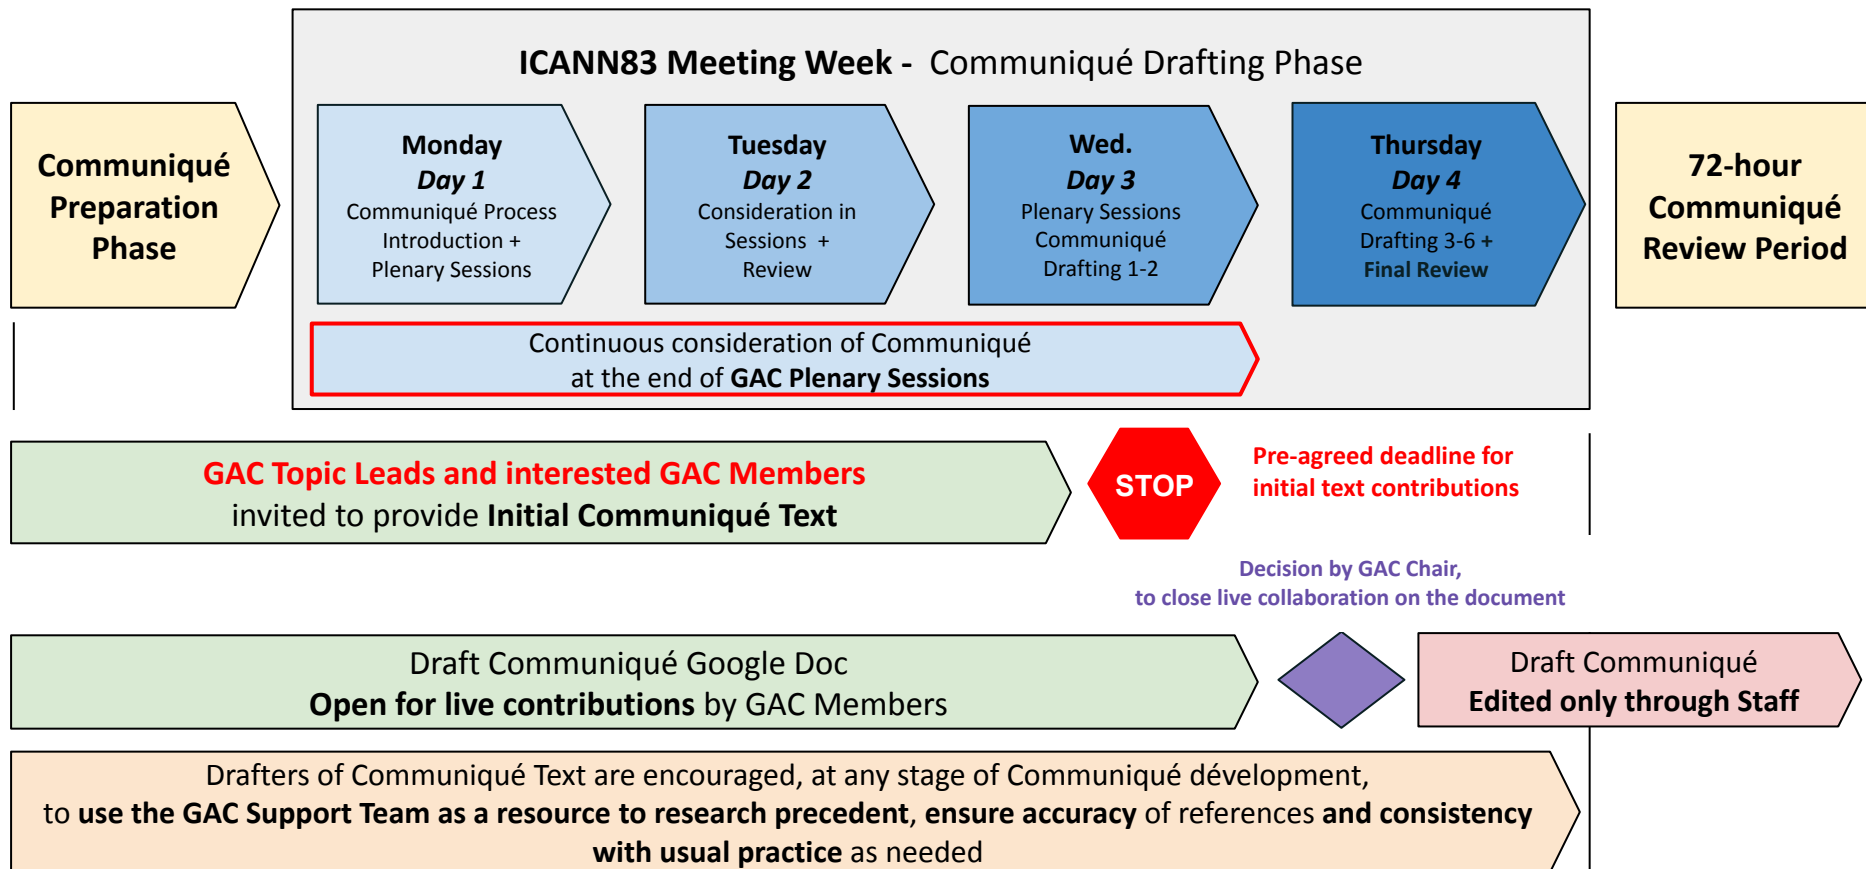 ICANN83 Meeting Week - Communiqué Drafting Phase
Communiqué
Preparation
Phase
Monday
Day 1
Communiqué Process
Introduction +
Plenary Sessions
Tuesday
Day 2
Consideration in
Sessions +
Review
Wed.
Day 3
Plenary Sessions
Communiqué
Drafting 1-2
Thursday
Day 4
Communiqué
Drafting 3-6 +
Final Review
72-hour
Communiqué
Review Period
Continuous consideration of Communiqué
at the end of GAC Plenary Sessions
GAC Topic Leads and interested GAC Members
invited to provide Initial Communiqué Text
STOP
Pre-agreed deadline for
initial text contributions
Decision by GAC Chair,
to close live collaboration on the document
Draft Communiqué Google Doc
Open for live contributions by GAC Members
Draft Communiqué
Edited only through Staff
Drafters of Communiqué Text are encouraged, at any stage of Communiqué dévelopment,
to use the GAC Support Team as a resource to research precedent, ensure accuracy of references and consistency
with usual practice as needed